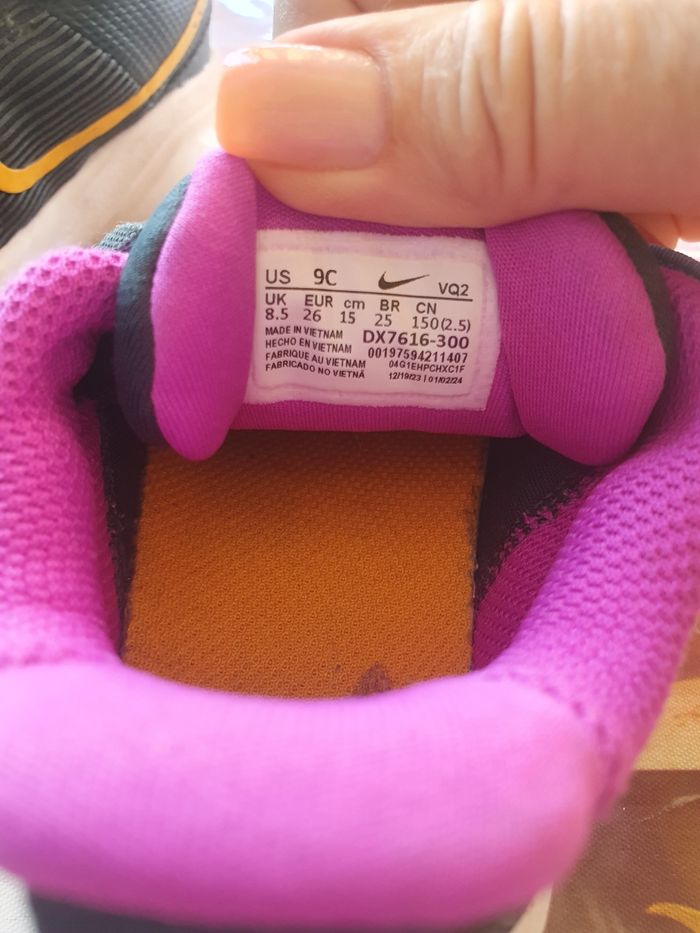 US 9C VQ2
UK EUR cm BR CN
8.5 26 15 25 150(2.5)
MADE IN VIETNAM DX7616-300
HECHO EN VIETNAM 00197594211407
FABRIQUE AU VIETNAM 04G1EHPCHXC1F
FABRICADO NO VIETNÃ 12/19/23 | 01/02/24